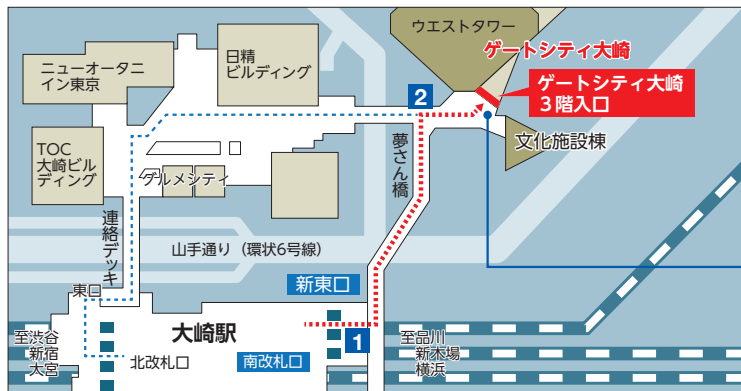 ウエストタワー
ゲートシティ大崎
ゲートシティ大崎
3階入口
日精
ビルディング
ニューオータニ
イン東京
2
文化施設棟
TOC
大崎ビル
ディング
グルメシティ
夢さん橋
連絡デッキ
山手通り（環状6号線）
東口
新東口
大崎駅
1
至渋谷
新宿
大宮
北改札口
南改札口
至品川
新木場
横浜